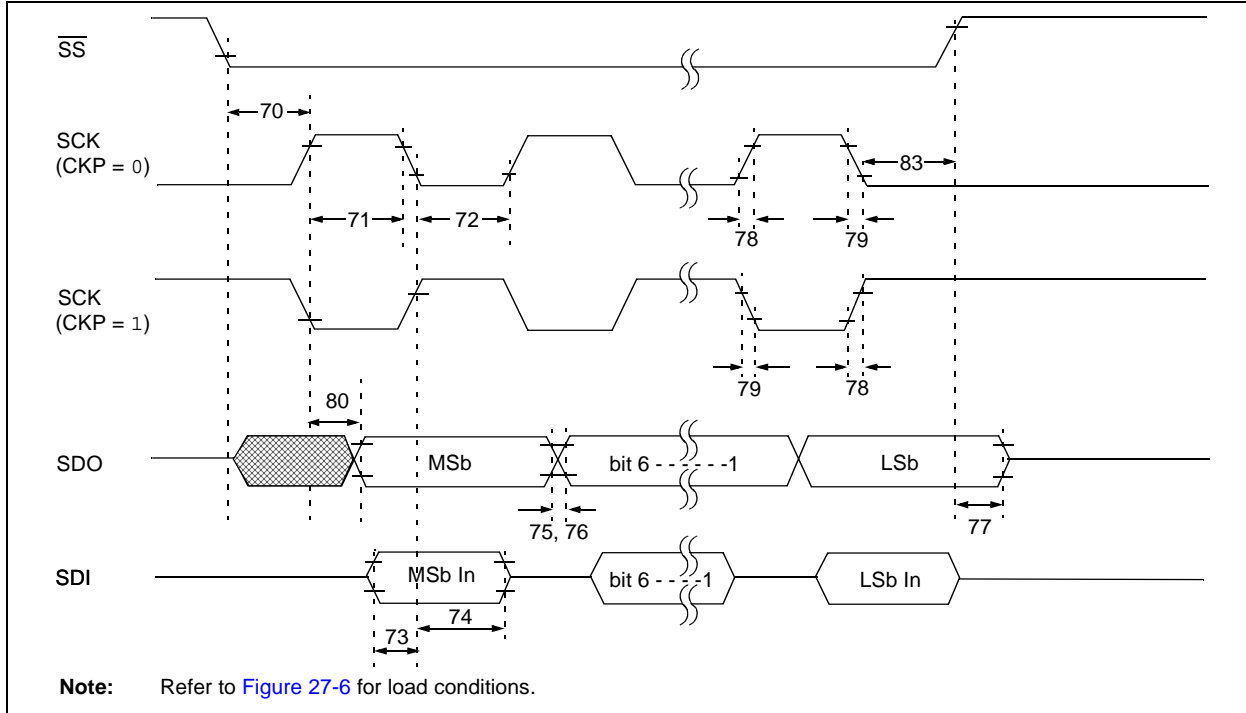 SS
70
SCK
(CKP = 0)
83
71
72
78
79
SCK
(CKP = 1)
79
78
80
SDO
MSb
bit 6 - - - - - -1
LSb
75, 76
77
SDI
MSb In
bit 6 - - - -1
LSb In
74
73
Note: Refer to Figure 27-6 for load conditions.